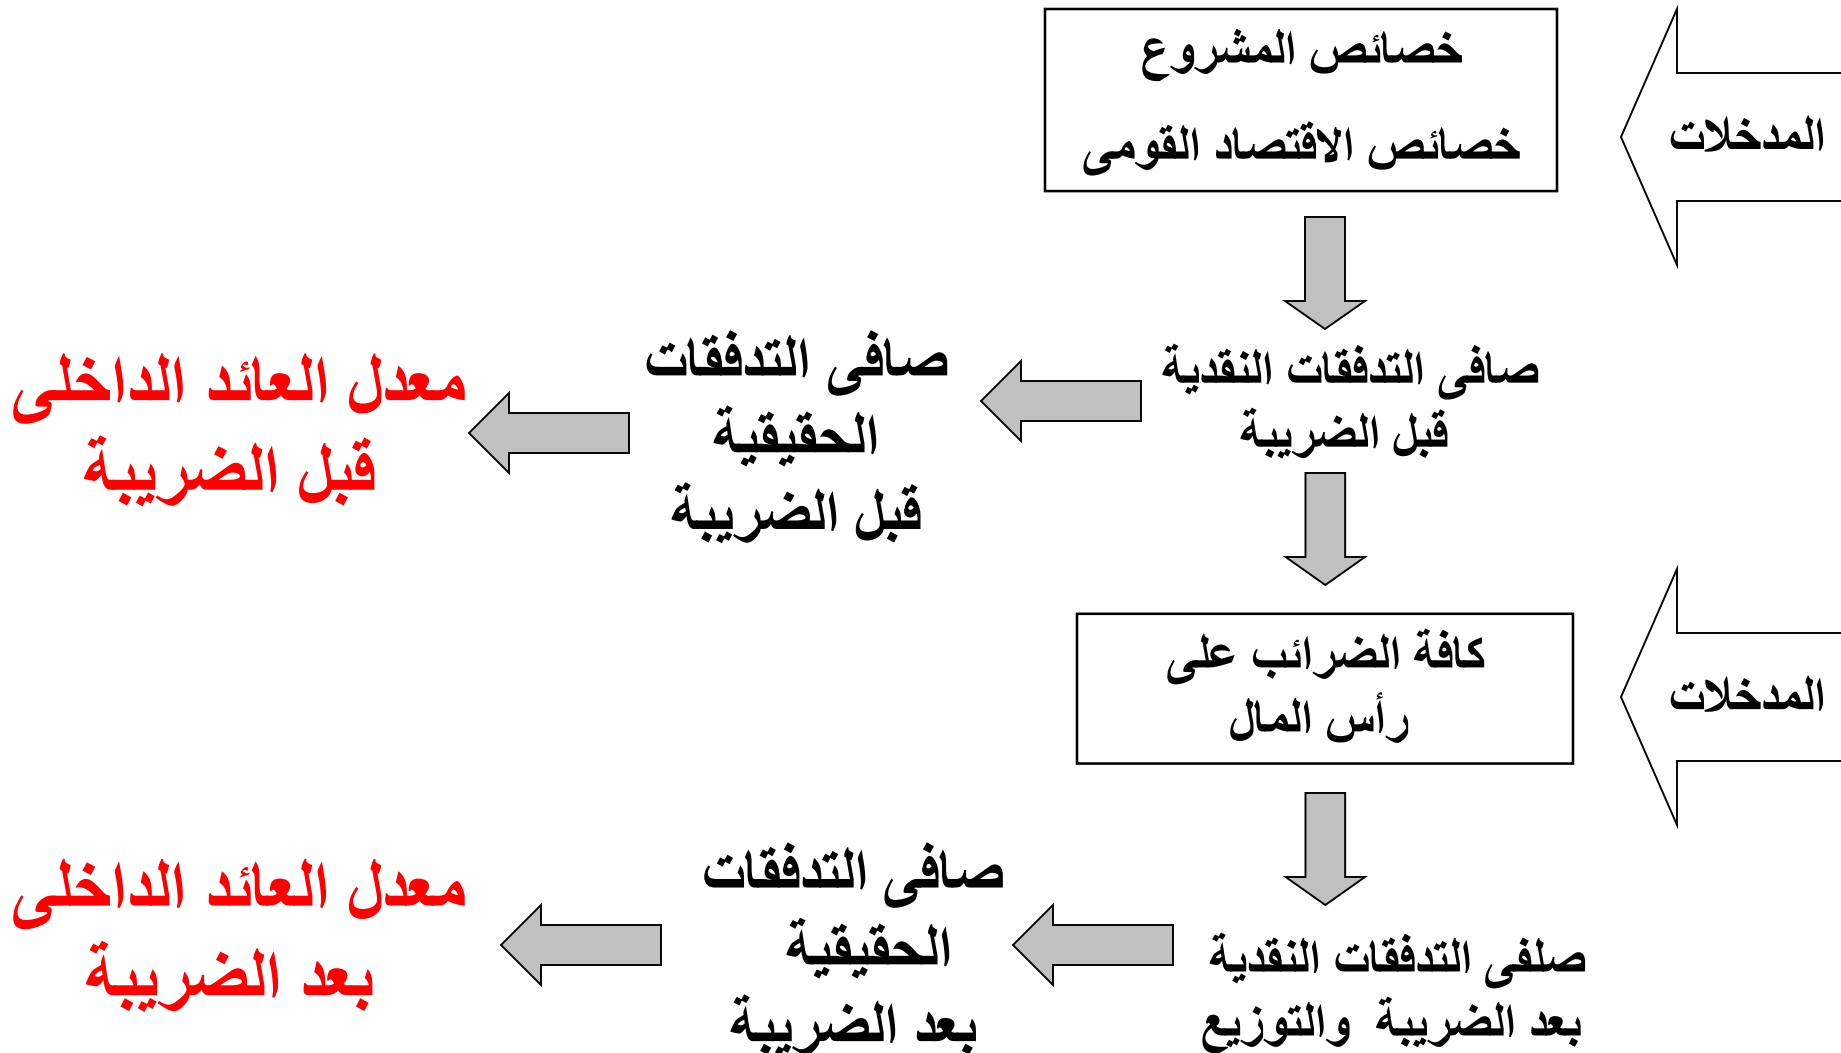 خصائص المشروع
خصائص الاقتصاد القومى
المدخلات
صافى التدفقات النقدية
قبل الضريبة
صافى التدفقات
الحقيقية
قبل الضريبة
معدل العائد الداخلى
قبل الضريبة
كافة الضرائب على
رأس المال
المدخلات
صلفى التدفقات النقدية
بعد الضريبة والتوزيع
صافى التدفقات
الحقيقية
بعد الضريبة
معدل العائد الداخلى
بعد الضريبة